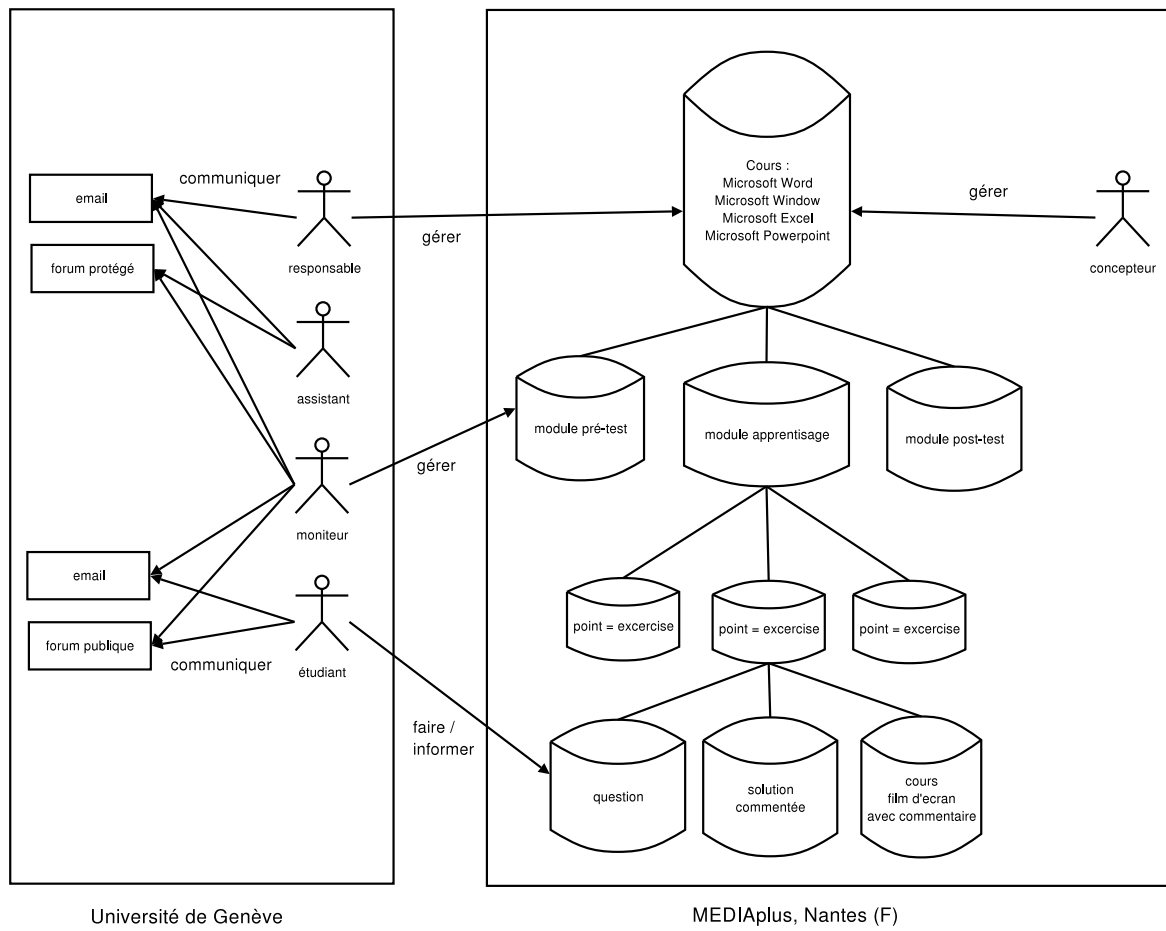 communiquer
email
forum protégé
responsable
assistant
moniteur
email
forum publique
communiquer
étudiant
gérer
gérer
faire /
informer
Cours :
Microsoft Word
Microsoft Window
Microsoft Excel
Microsoft Powerpoint
gérer
concepteur
module pré-test
module apprentisage
module post-test
point = excercise
point = excercise
point = excercise
question
solution
commentée
cours
film d'ecran
avec commentaire
Université de Genève
MEDIAplus, Nantes (F)